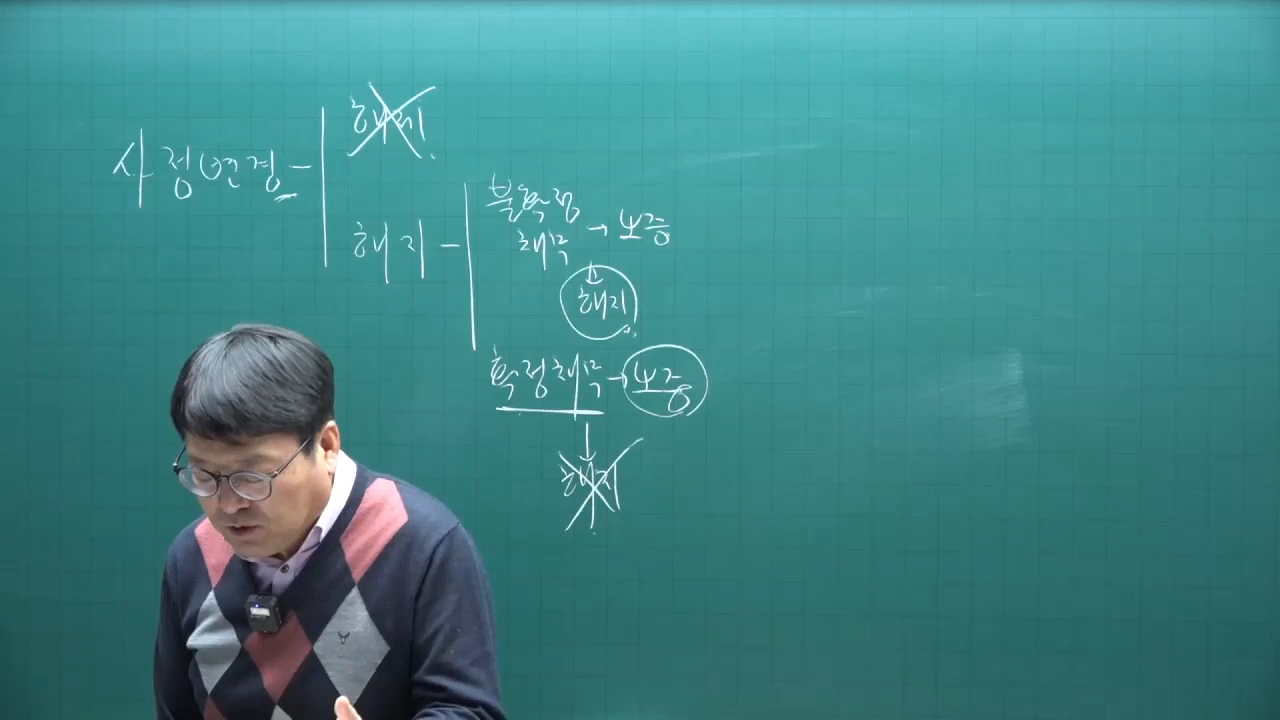 사정변경 -
해제
해지 -
불확정
채무 → 보증
해지
확정채무 → 보증
해지